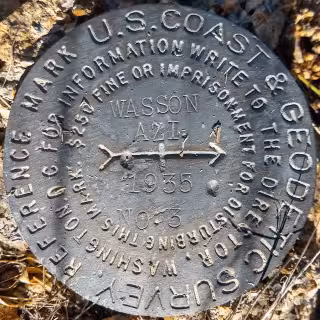 U.S. COAST & GEODETIC SURVEY REFERENCE MARK
FOR INFORMATION WRITE TO THE DIRECTOR, WASHINGTON, D.C.
$250 FINE OR IMPRISONMENT FOR DISTURBING THIS MARK.
WASSON
AZI.
1935
NO. 3